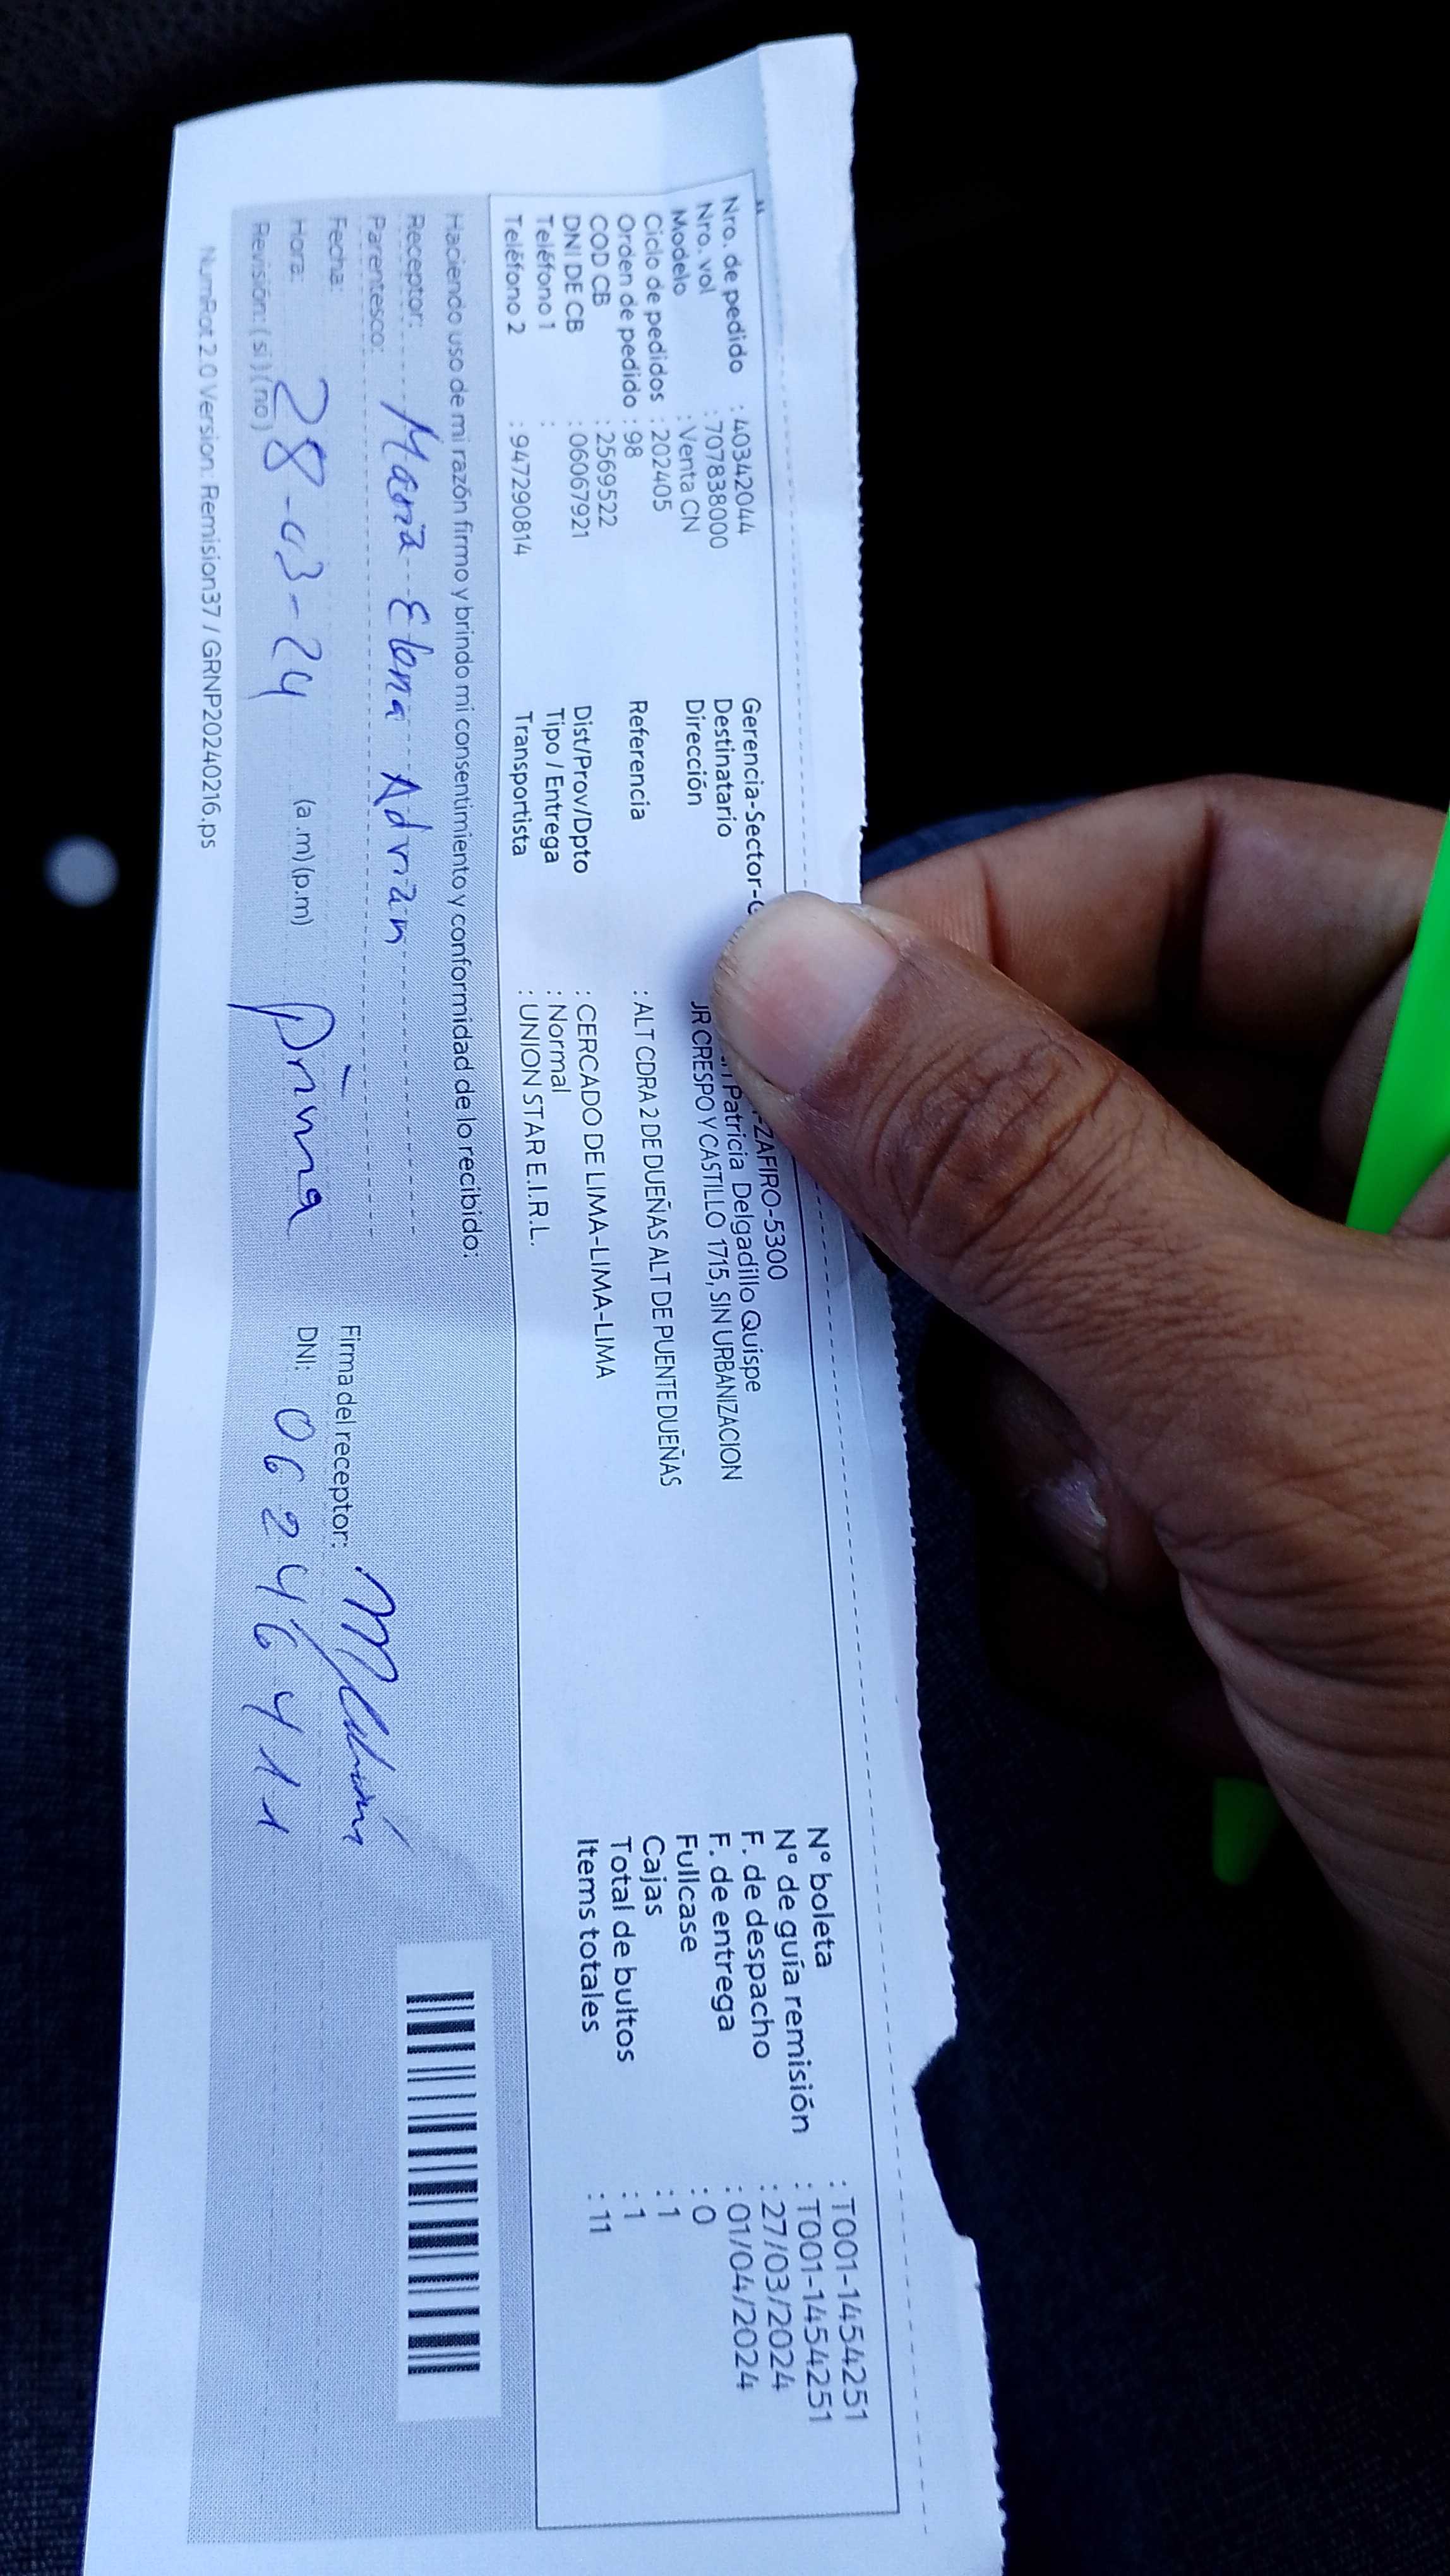 Nro. de pedido : 40342044
Nro. vol : 707838000
Modelo : Venta CN
Ciclo de pedidos : 202405
Orden de pedido : 98
COD CB : 2569522
DNI DE CB : 06067921
Teléfono 1 :
Teléfono 2 : 947290814
Gerencia-Sector- -ZAFIRO-5300
Destinatario Patricia Delgadillo Quispe
Dirección JR CRESPO Y CASTILLO 1715, SIN URBANIZACION
Referencia : ALT CDRA 2 DE DUEÑAS ALT DE PUENTE DUEÑAS
Dist/Prov/Dpto : CERCADO DE LIMA-LIMA-LIMA
Tipo / Entrega : Normal
Transportista : UNION STAR E.I.R.L.
Nº boleta : T001-1454251
Nº de guía remisión : T001-1454251
F. de despacho : 27/03/2024
F. de entrega : 01/04/2024
Fullcase : 0
Cajas : 1
Total de bultos : 1
Items totales : 11
Haciendo uso de mi razón firmo y brindo mi consentimiento y conformidad de lo recibido:
Receptor: Maria Elena Adrian
Parentesco:
Fecha: 28-03-24
Hora: (a.m)(p.m) prima
Revisión: (si)(no)
Firma del receptor:
DNI: 06246411
NumRot 2.0 Version: Remision37 / GRNP20240216.ps